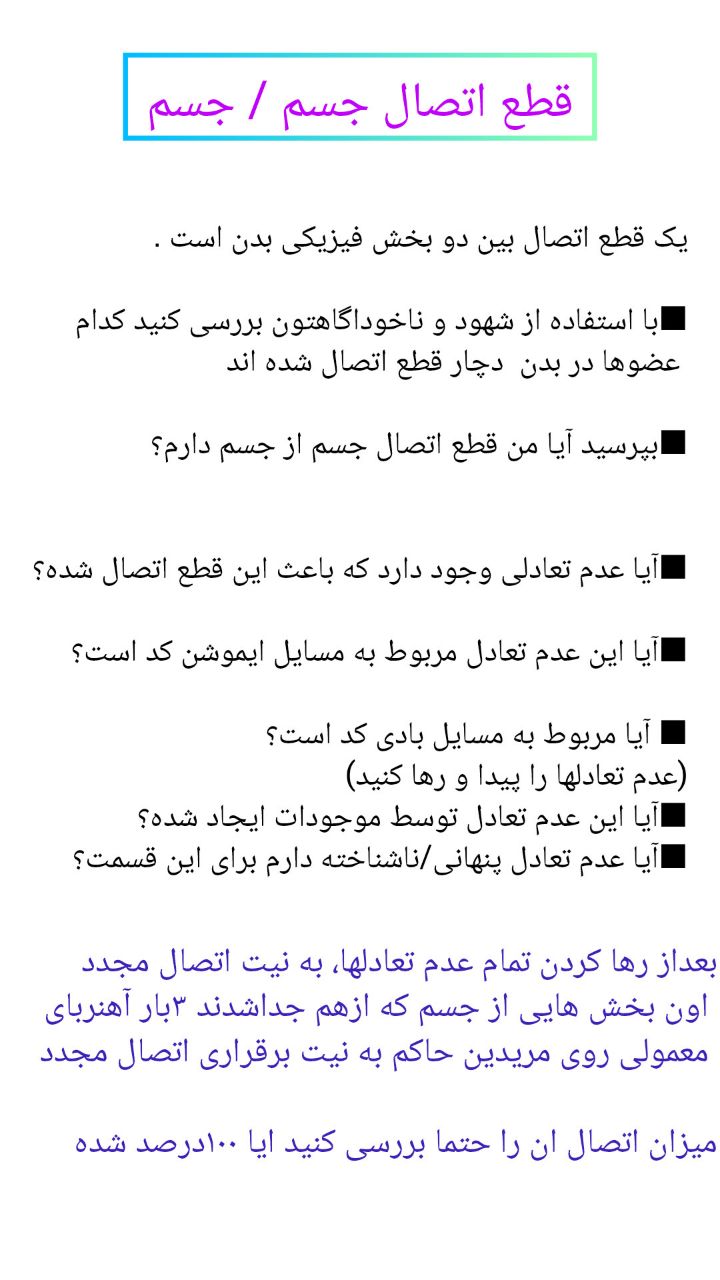 قطع اتصال جسم / جسم
یک قطع اتصال بین دو بخش فیزیکی بدن است .
■با استفاده از شهود و ناخوداگاهتون بررسی کنید کدام
عضوها در بدن  دچار قطع اتصال شده اند
■بپرسید آیا من قطع اتصال جسم از جسم دارم؟
■آیا عدم تعادلی وجود دارد که باعث این قطع اتصال شده؟
■آیا این عدم تعادل مربوط به مسایل ایموشن کد است؟
■ آیا مربوط به مسایل بادی کد است؟
(عدم تعادلها را پیدا و رها کنید)
■آیا این عدم تعادل توسط موجودات ایجاد شده؟
■آیا عدم تعادل پنهانی/ناشناخته دارم برای این قسمت؟
بعداز رها کردن تمام عدم تعادلها، به نیت اتصال مجدد
اون بخش هایی از جسم که ازهم جداشدند ۳بار آهنربای
معمولی روی مریدین حاکم به نیت برقراری اتصال مجدد
میزان اتصال ان را حتما بررسی کنید ایا ۱۰۰درصد شده